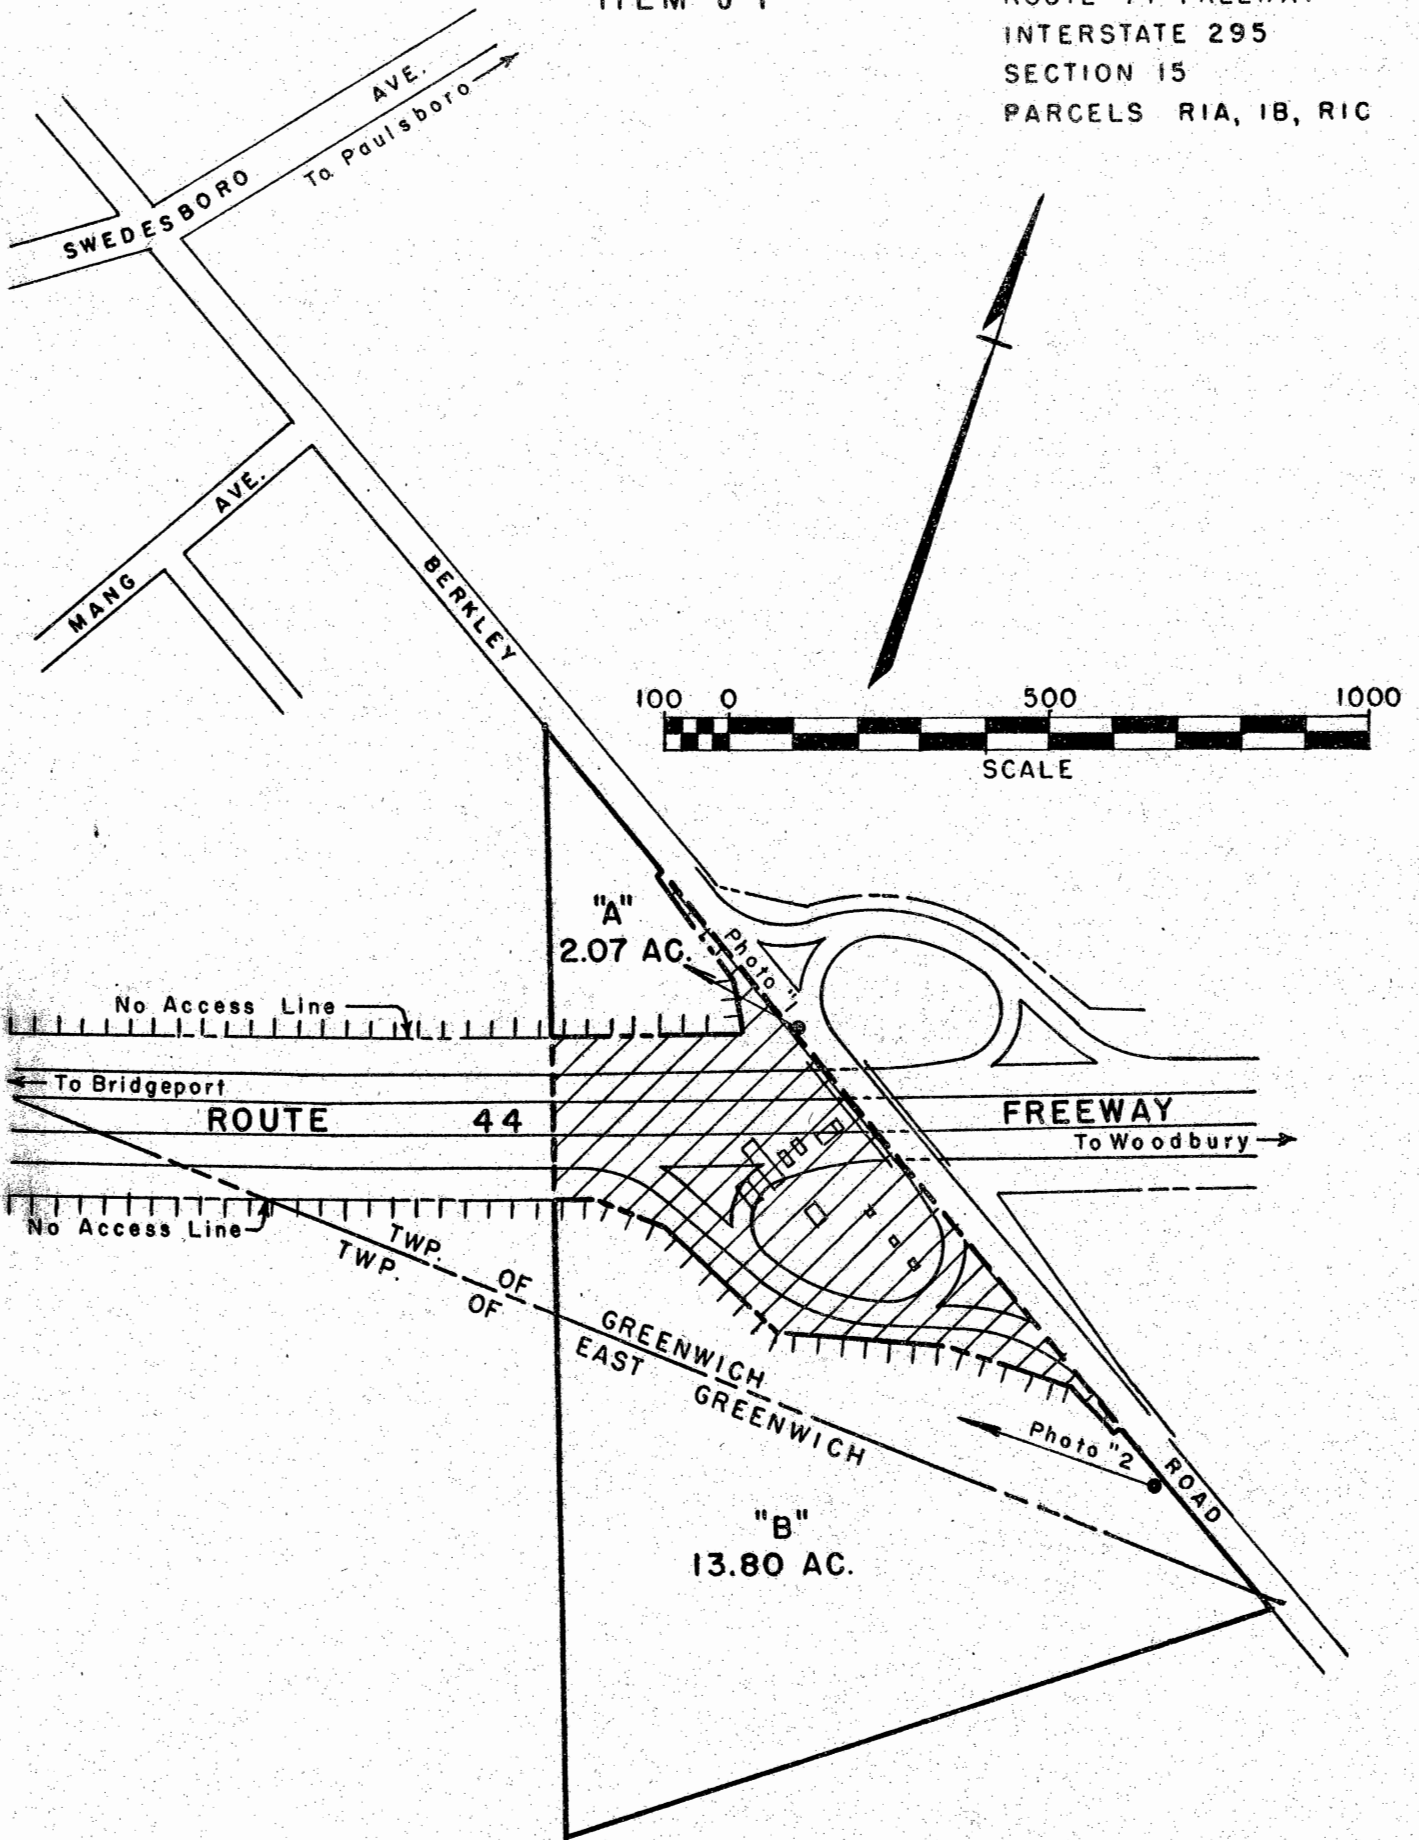 INTERSTATE 295
SECTION 15
PARCELS R1A, 1B, R1C
SWEDESBORO AVE.
To Paulsboro
MANG AVE.
BERKLEY
100 0 500 1000
SCALE
"A"
2.07 AC.
Photo "1
No Access Line
To Bridgeport
ROUTE 44
FREEWAY
To Woodbury
No Access Line
TWP. OF GREENWICH
TWP. OF EAST GREENWICH
Photo "2
ROAD
"B"
13.80 AC.